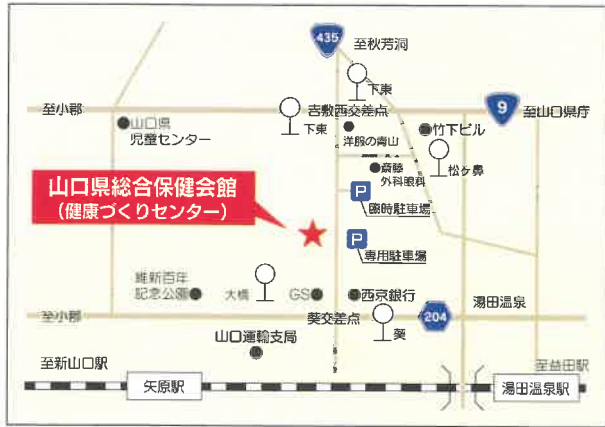 435
至秋芳洞
下東
至小郡
吉敷西交差点
9
至山口県庁
山口県
児童センター
下東
洋服の青山
竹下ビル
斎藤
外科眼科
松ヶ鼻
山口県総合保健会館
(健康づくりセンター)
P
臨時駐車場
P
専用駐車場
維新百年
記念公園
大橋
GS
西京銀行
湯田温泉
至小郡
葵交差点
葵
204
山口運輸支局
至新山口駅
至益田駅
矢原駅
湯田温泉駅